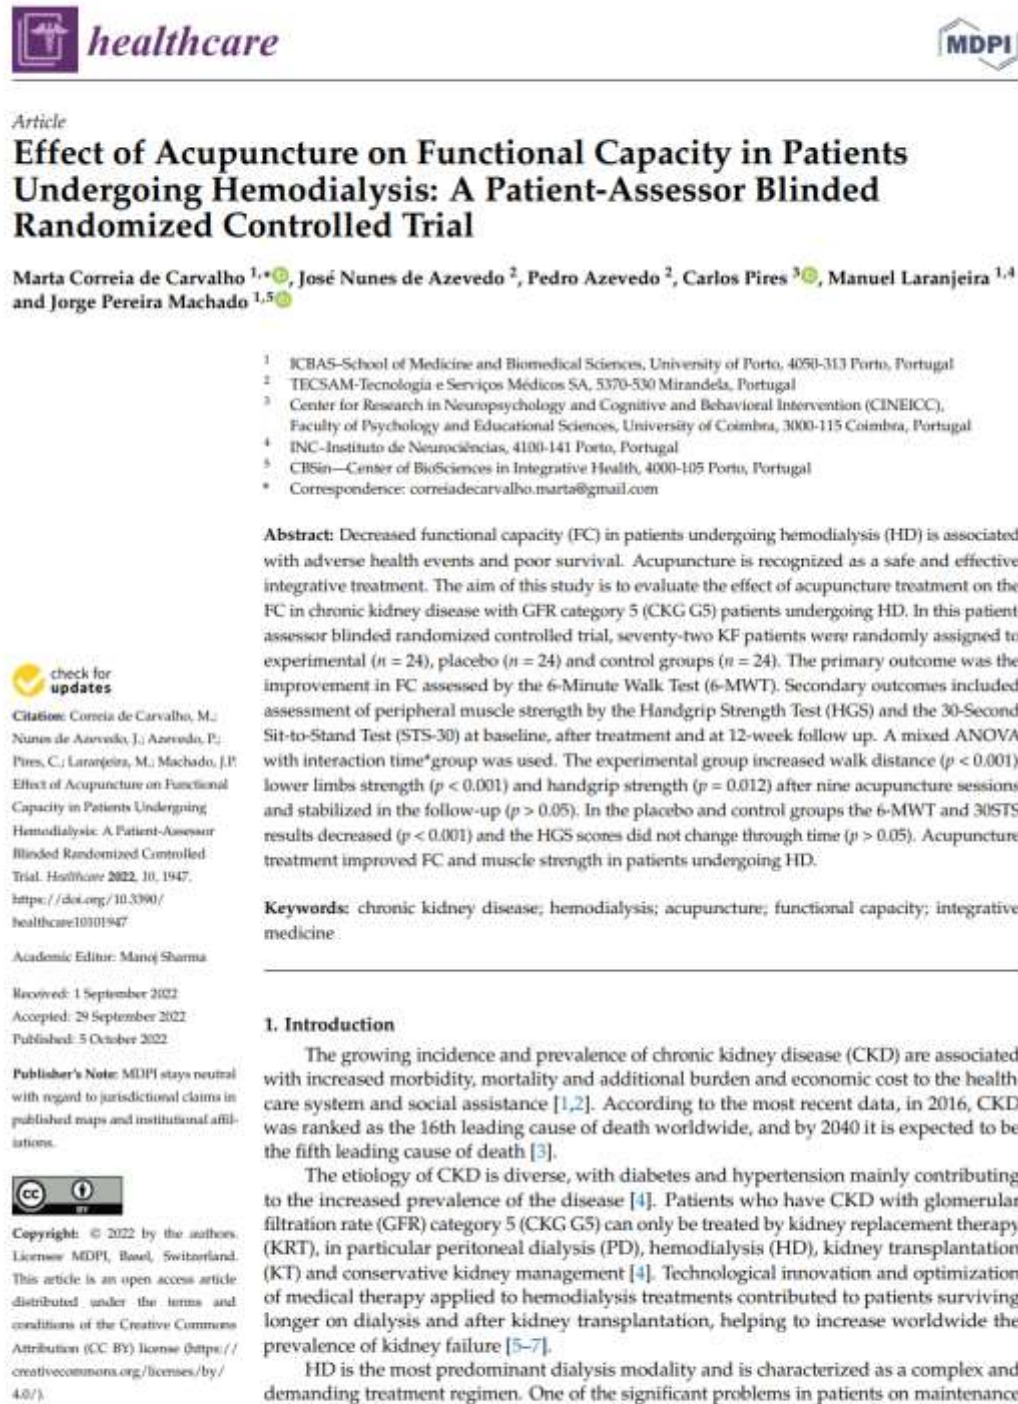 healthcare
MDPI
Article
Effect of Acupuncture on Functional Capacity in Patients
Undergoing Hemodialysis: A Patient-Assessor Blinded
Randomized Controlled Trial
Marta Correia de Carvalho 1,*, José Nunes de Azevedo 2, Pedro Azevedo 2, Carlos Pires 3, Manuel Laranjeira 1,4
and Jorge Pereira Machado 1,5
1 ICBAS–School of Medicine and Biomedical Sciences, University of Porto, 4050-313 Porto, Portugal
2 TECSAM-Tecnologia e Serviços Médicos SA, 5370-530 Mirandela, Portugal
3 Center for Research in Neuropsychology and Cognitive and Behavioral Intervention (CINEICC),
Faculty of Psychology and Educational Sciences, University of Coimbra, 3000-115 Coimbra, Portugal
4 INC–Instituto de Neurociências, 4100-141 Porto, Portugal
5 CBSin—Center of BioSciences in Integrative Health, 4000-105 Porto, Portugal
* Correspondence: correiadecarvalho.marta@gmail.com
Abstract: Decreased functional capacity (FC) in patients undergoing hemodialysis (HD) is associated
with adverse health events and poor survival. Acupuncture is recognized as a safe and effective
integrative treatment. The aim of this study is to evaluate the effect of acupuncture treatment on the
FC in chronic kidney disease with GFR category 5 (CKG G5) patients undergoing HD. In this patient
assessor blinded randomized controlled trial, seventy-two KF patients were randomly assigned to
experimental (n = 24), placebo (n = 24) and control groups (n = 24). The primary outcome was the
improvement in FC assessed by the 6-Minute Walk Test (6-MWT). Secondary outcomes included
assessment of peripheral muscle strength by the Handgrip Strength Test (HGS) and the 30-Second
Sit-to-Stand Test (STS-30) at baseline, after treatment and at 12-week follow up. A mixed ANOVA
with interaction time*group was used. The experimental group increased walk distance (p < 0.001)
lower limbs strength (p < 0.001) and handgrip strength (p = 0.012) after nine acupuncture sessions
and stabilized in the follow-up (p > 0.05). In the placebo and control groups the 6-MWT and 30STS
results decreased (p < 0.001) and the HGS scores did not change through time (p > 0.05). Acupuncture
treatment improved FC and muscle strength in patients undergoing HD.
Keywords: chronic kidney disease; hemodialysis; acupuncture; functional capacity; integrative
medicine
check for
updates
Citation: Correia de Carvalho, M.;
Nunes de Azevedo, J.; Azevedo, P.;
Pires, C.; Laranjeira, M.; Machado, J.P.
Effect of Acupuncture on Functional
Capacity in Patients Undergoing
Hemodialysis: A Patient-Assessor
Blinded Randomized Controlled
Trial. Healthcare 2022, 10, 1947.
https://doi.org/10.3390/
healthcare10101947
Academic Editor: Manoj Sharma
Received: 1 September 2022
Accepted: 29 September 2022
Published: 5 October 2022
Publisher's Note: MDPI stays neutral
with regard to jurisdictional claims in
published maps and institutional affil-
iations.
cc
BY
Copyright: © 2022 by the authors.
Licensee MDPI, Basel, Switzerland.
This article is an open access article
distributed under the terms and
conditions of the Creative Commons
Attribution (CC BY) license (https://
creativecommons.org/licenses/by/
4.0/).
1. Introduction
The growing incidence and prevalence of chronic kidney disease (CKD) are associated
with increased morbidity, mortality and additional burden and economic cost to the health
care system and social assistance [1,2]. According to the most recent data, in 2016, CKD
was ranked as the 16th leading cause of death worldwide, and by 2040 it is expected to be
the fifth leading cause of death [3].
The etiology of CKD is diverse, with diabetes and hypertension mainly contributing
to the increased prevalence of the disease [4]. Patients who have CKD with glomerular
filtration rate (GFR) category 5 (CKG G5) can only be treated by kidney replacement therapy
(KRT), in particular peritoneal dialysis (PD), hemodialysis (HD), kidney transplantation
(KT) and conservative kidney management [4]. Technological innovation and optimization
of medical therapy applied to hemodialysis treatments contributed to patients surviving
longer on dialysis and after kidney transplantation, helping to increase worldwide the
prevalence of kidney failure [5–7].
HD is the most predominant dialysis modality and is characterized as a complex and
demanding treatment regimen. One of the significant problems in patients on maintenance